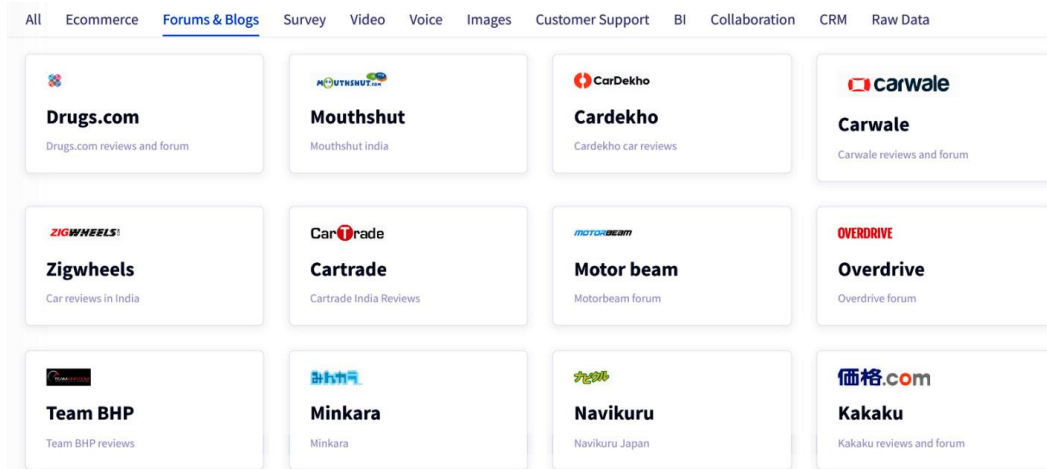 All Ecommerce Forums & Blogs Survey Video Voice Images Customer Support BI Collaboration CRM Raw Data
Drugs.com
Drugs.com reviews and forum
MOUTHSHUT.com
Mouthshut
Mouthshut india
CarDekho
Cardekho
Cardekho car reviews
carwale
Carwale
Carwale reviews and forum
ZIGWHEELS
Zigwheels
Car reviews in India
CarTrade
Cartrade
Cartrade India Reviews
MOTORBEAM
Motor beam
Motorbeam forum
OVERDRIVE
Overdrive
Overdrive forum
Team BHP
Team BHP reviews
みんカラ
Minkara
Minkara
ナビクル
Navikuru
Navikuru Japan
価格.com
Kakaku
Kakaku reviews and forum